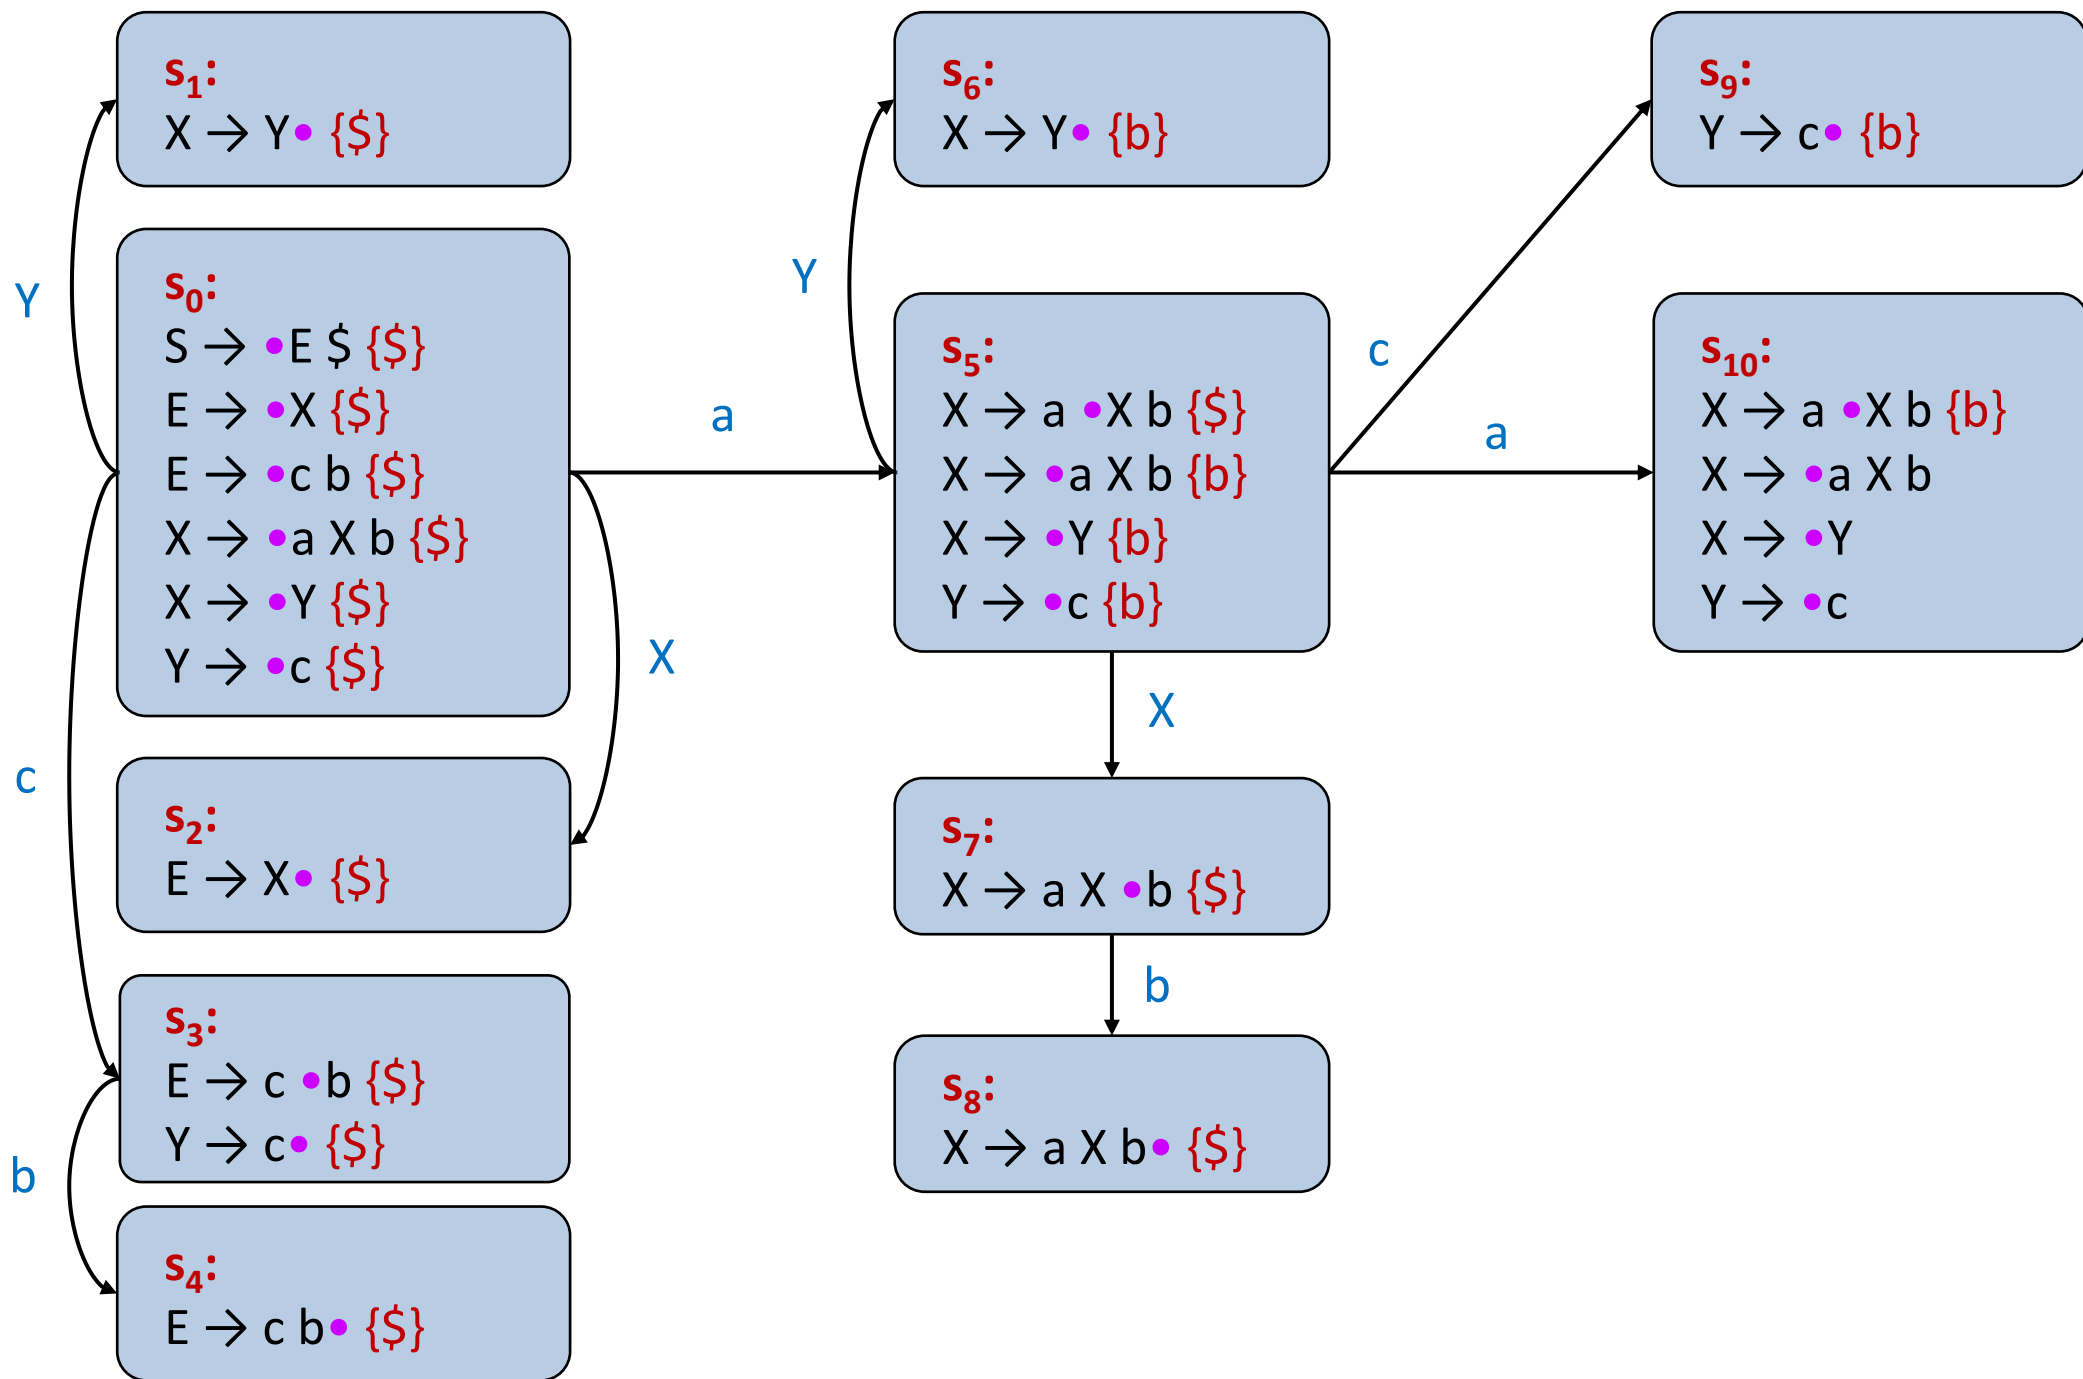 s₁:
X → Y• {$}
Y
s₀:
S → •E $ {$}
E → •X {$}
E → •c b {$}
X → •a X b {$}
X → •Y {$}
Y → •c {$}
a
X
c
s₂:
E → X• {$}
s₃:
E → c •b {$}
Y → c• {$}
b
s₄:
E → c b• {$}
s₆:
X → Y• {b}
Y
s₅:
X → a •X b {$}
X → •a X b {b}
X → •Y {b}
Y → •c {b}
c
a
X
s₇:
X → a X •b {$}
b
s₈:
X → a X b• {$}
s₉:
Y → c• {b}
s₁₀:
X → a •X b {b}
X → •a X b
X → •Y
Y → •c